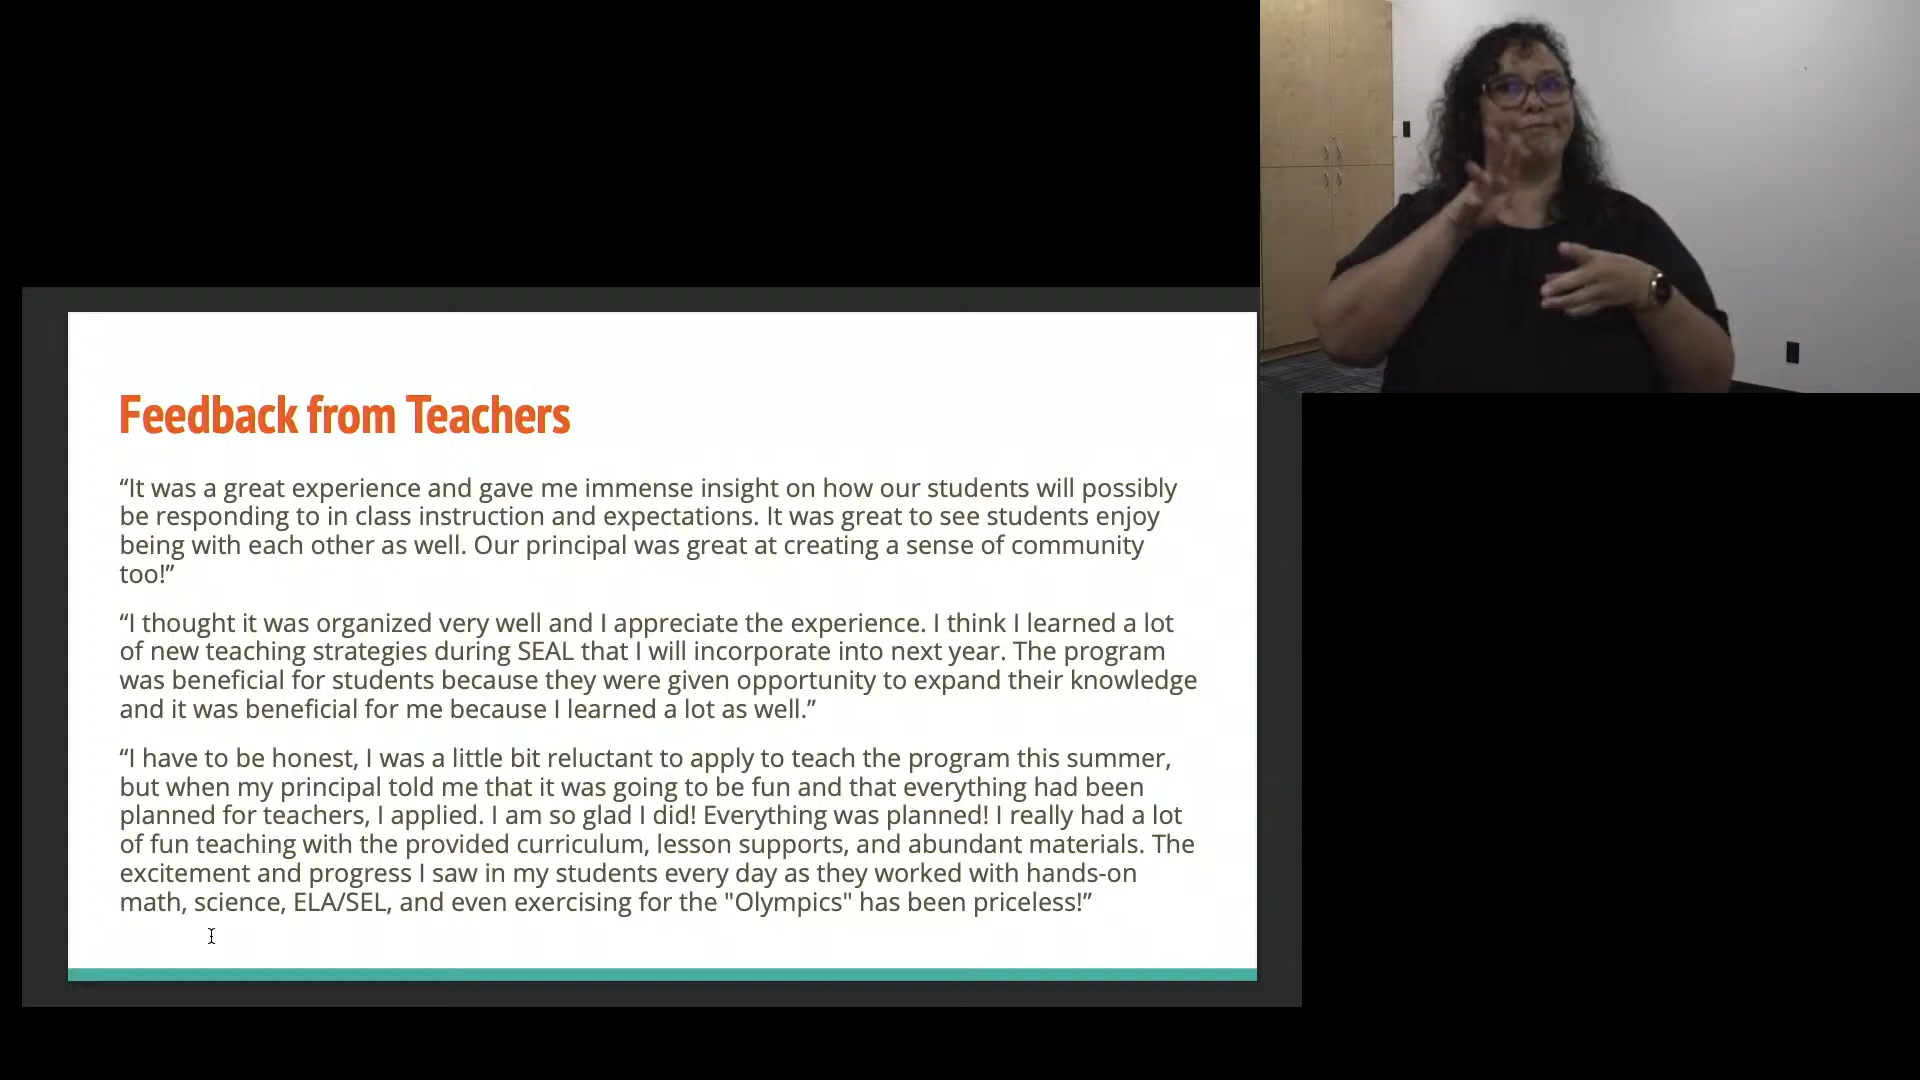 Feedback from Teachers
“It was a great experience and gave me immense insight on how our students will possibly
be responding to in class instruction and expectations. It was great to see students enjoy
being with each other as well. Our principal was great at creating a sense of community
too!”
“I thought it was organized very well and I appreciate the experience. I think I learned a lot
of new teaching strategies during SEAL that I will incorporate into next year. The program
was beneficial for students because they were given opportunity to expand their knowledge
and it was beneficial for me because I learned a lot as well.”
“I have to be honest, I was a little bit reluctant to apply to teach the program this summer,
but when my principal told me that it was going to be fun and that everything had been
planned for teachers, I applied. I am so glad I did! Everything was planned! I really had a lot
of fun teaching with the provided curriculum, lesson supports, and abundant materials. The
excitement and progress I saw in my students every day as they worked with hands-on
math, science, ELA/SEL, and even exercising for the "Olympics" has been priceless!”